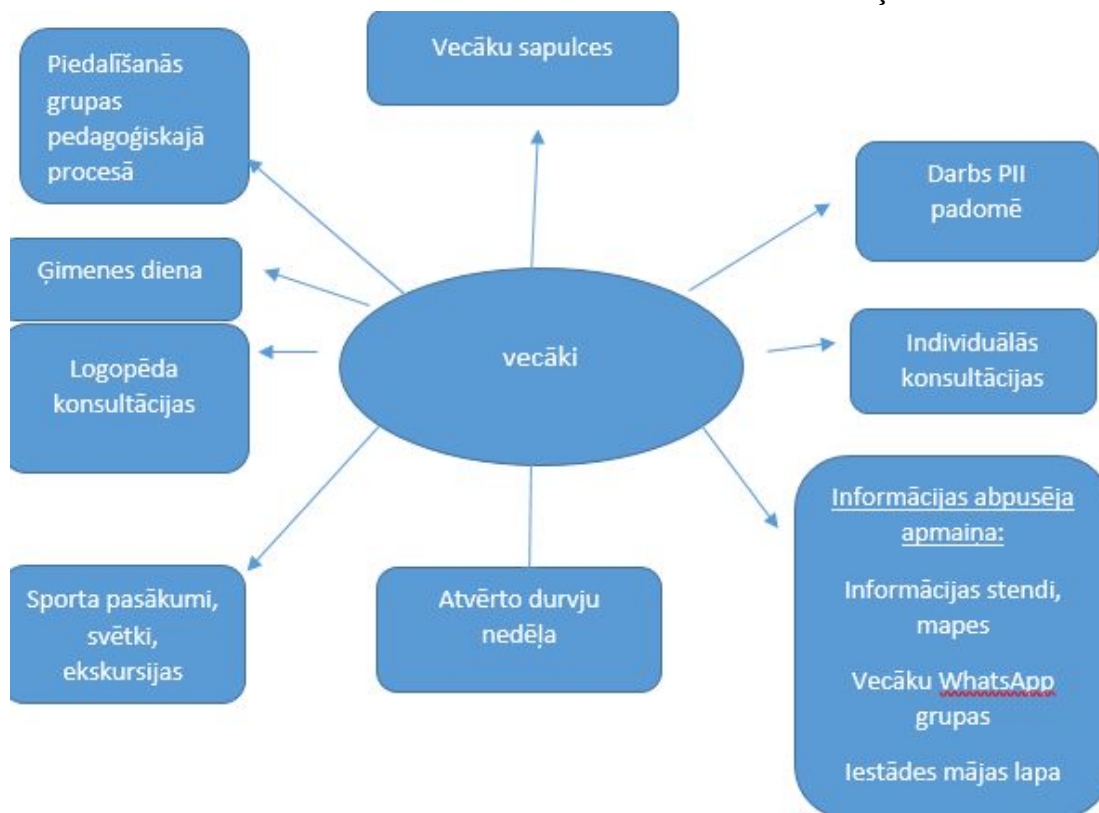 Vecāku sapulces
Piedalīšanās
grupas
pedagoģiskajā
procesā
Darbs PII
padomē
Ģimenes diena
Logopēda
konsultācijas
vecāki
Individuālās
konsultācijas
Sporta pasākumi,
svētki,
ekskursijas
Atvērto durvju
nedēļa
Informācijas abpusēja
apmaiņa:
Informācijas stendi,
mapes
Vecāku WhatsApp
grupas
Iestādes mājas lapa